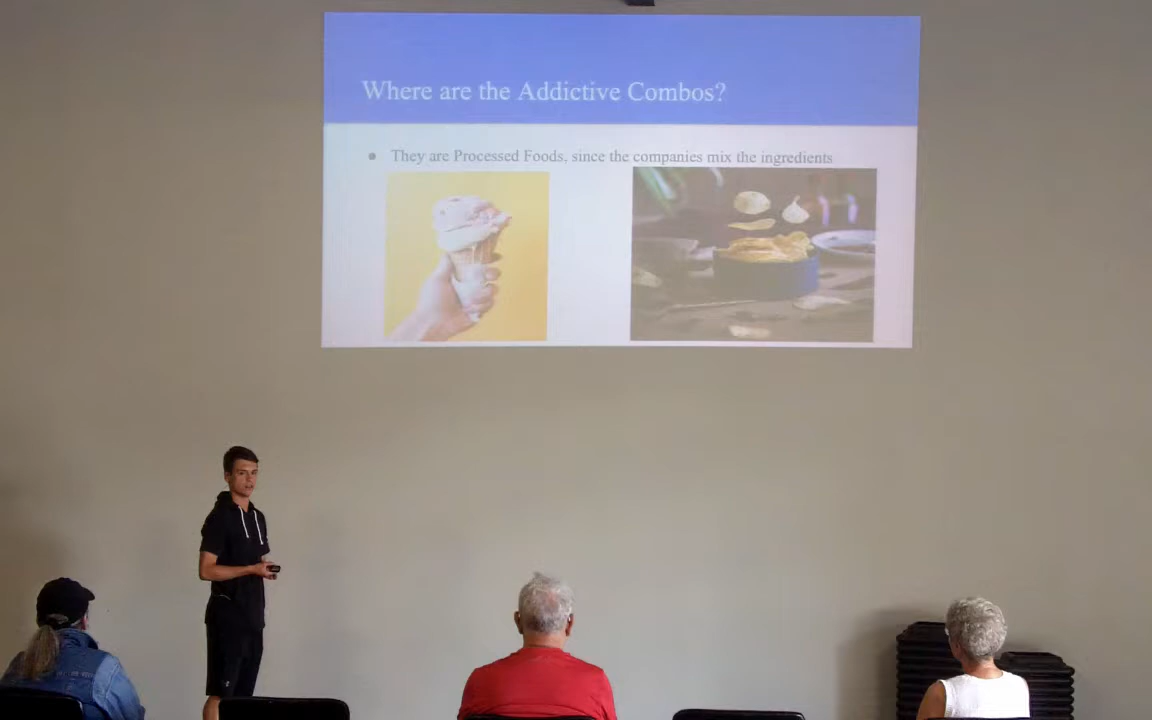 Where are the Addictive Combos?
● They are Processed Foods, since the companies mix the ingredients